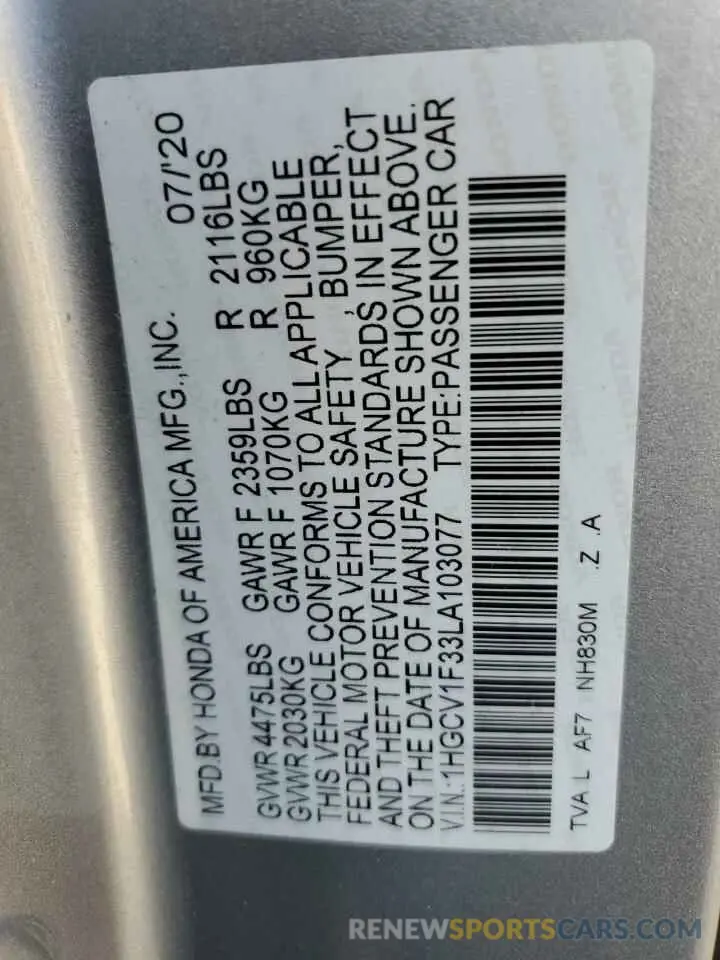 MFD.BY HONDA OF AMERICA MFG.,INC. 07/'20
GVWR 4475LBS GAWR F 2359LBS R 2116LBS
GVWR 2030KG GAWR F 1070KG R 960KG
THIS VEHICLE CONFORMS TO ALL APPLICABLE
FEDERAL MOTOR VEHICLE SAFETY , BUMPER,
AND THEFT PREVENTION STANDARDS IN EFFECT
ON THE DATE OF MANUFACTURE SHOWN ABOVE.
V.I.N.:1HGCV1F33LA103077 TYPE:PASSENGER CAR
TVA L AF7 NH830M .Z .A
RENEWSPORTSCARS.COM